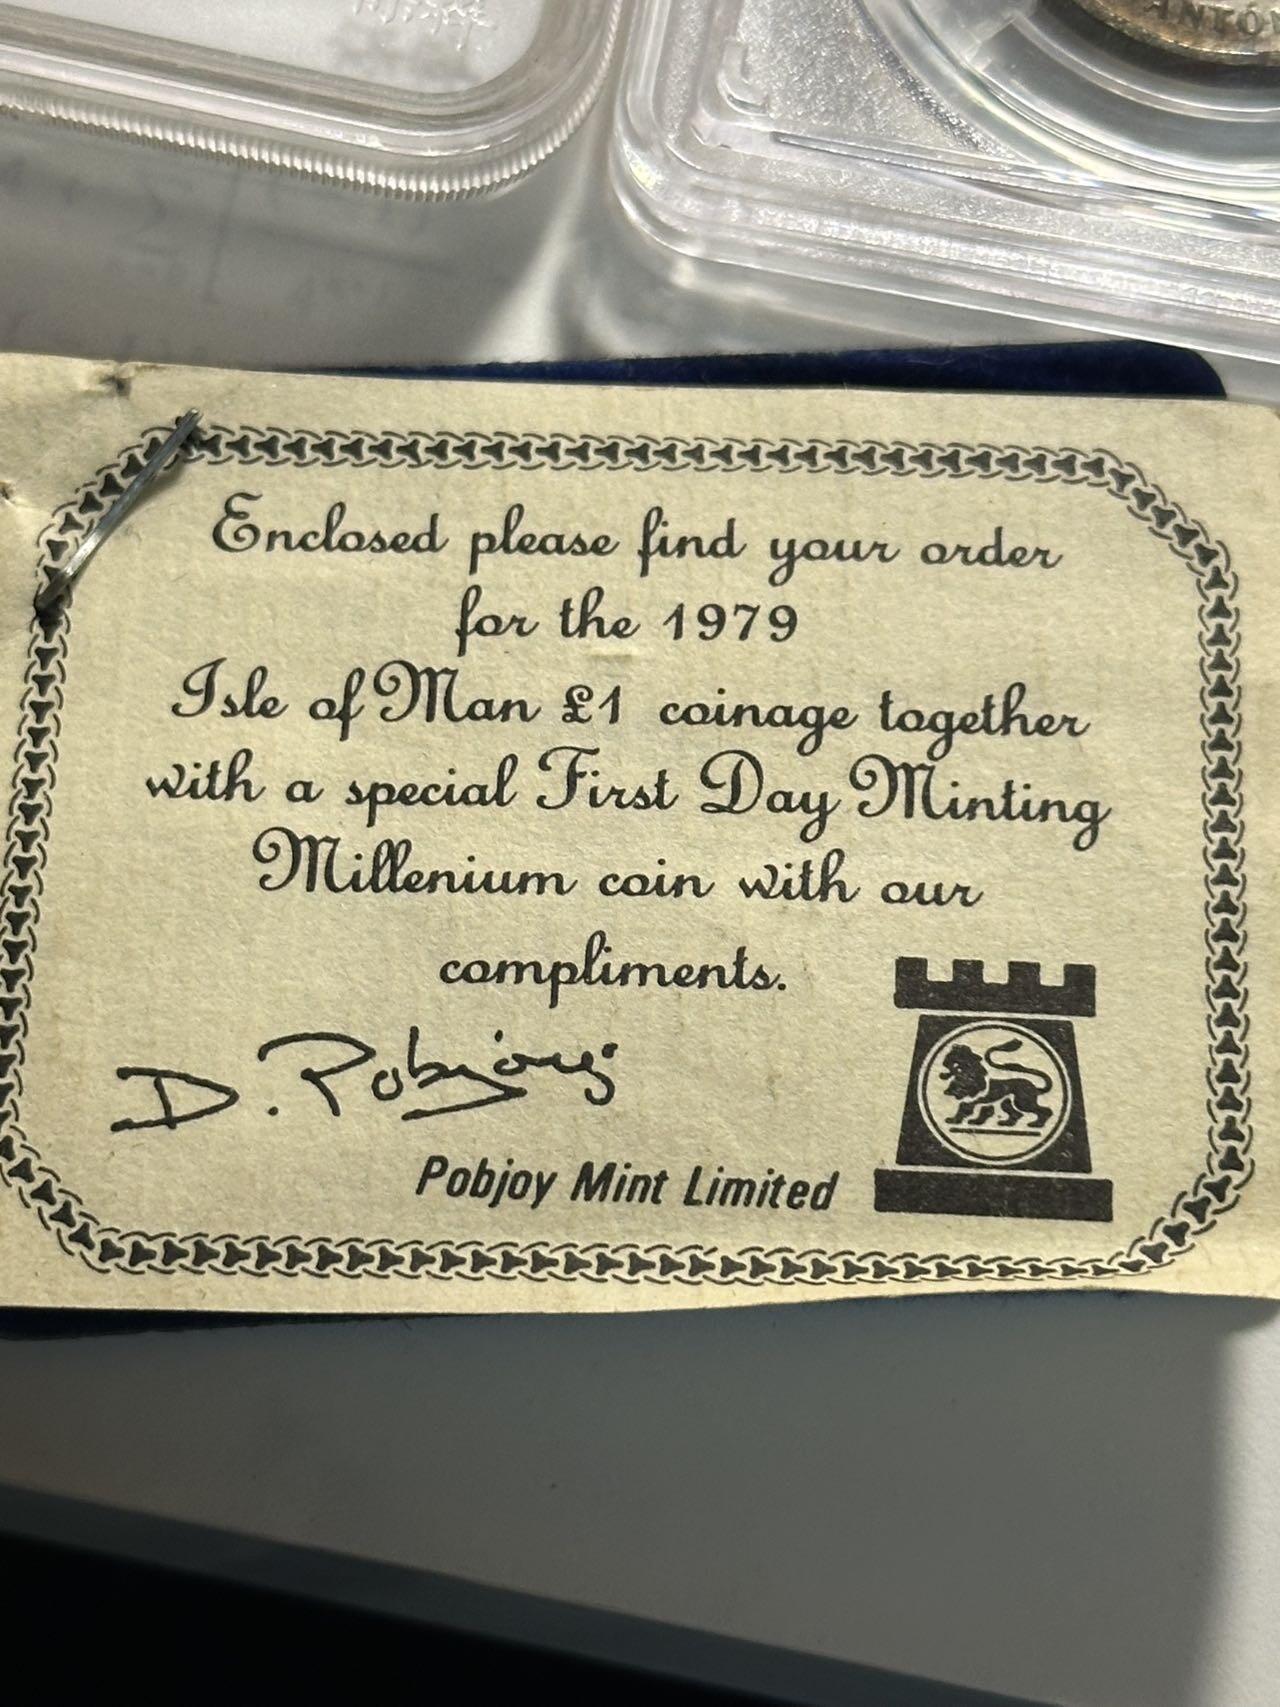 ANTÓ
Enclosed please find your order
for the 1979
Isle of Man £1 coinage together
with a special First Day Minting
Millenium coin with our
compliments.
D. Pobjoy
Pobjoy Mint Limited